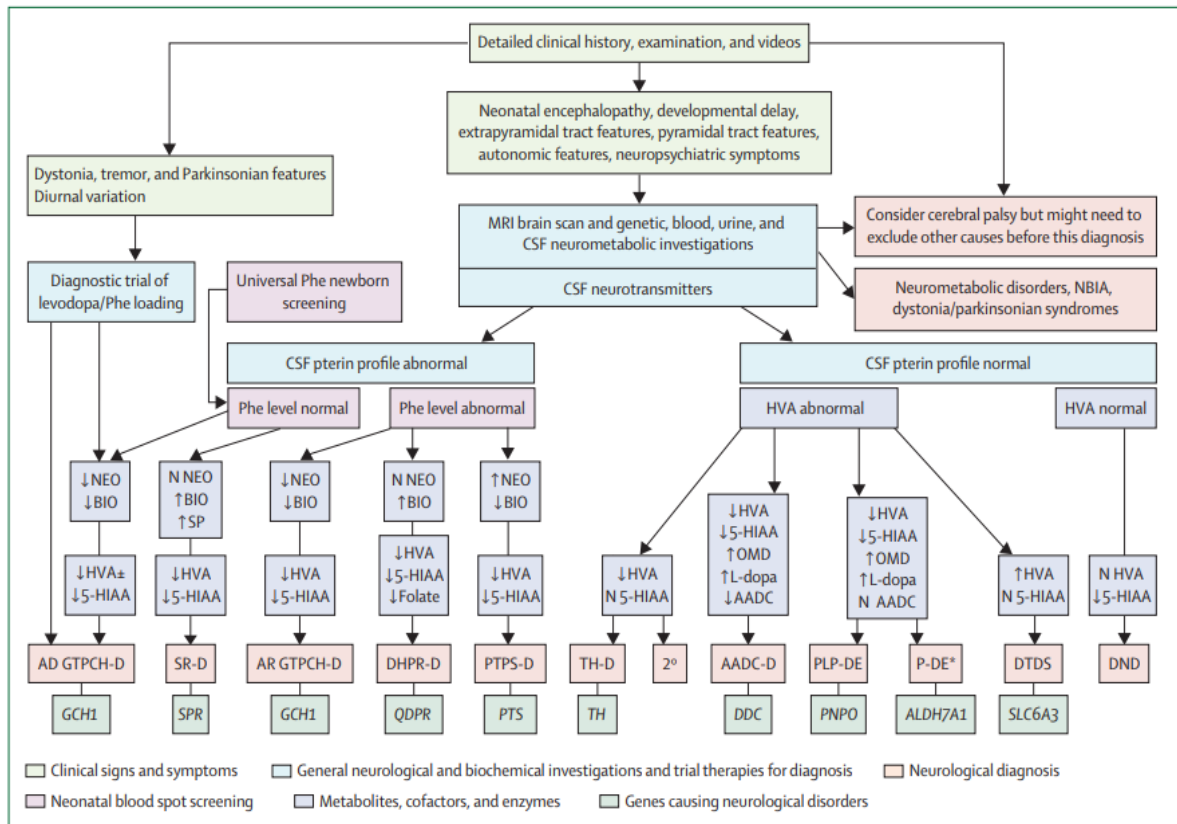 Detailed clinical history, examination, and videos
Neonatal encephalopathy, developmental delay,
extrapyramidal tract features, pyramidal tract features,
autonomic features, neuropsychiatric symptoms
Dystonia, tremor, and Parkinsonian features
Diurnal variation
MRI brain scan and genetic, blood, urine, and
CSF neurometabolic investigations
CSF neurotransmitters
Consider cerebral palsy but might need to
exclude other causes before this diagnosis
Diagnostic trial of
levodopa/Phe loading
Universal Phe newborn
screening
Neurometabolic disorders, NBIA,
dystonia/parkinsonian syndromes
CSF pterin profile abnormal
CSF pterin profile normal
Phe level normal
Phe level abnormal
HVA abnormal
HVA normal
↓NEO
↓BIO
N NEO
↑BIO
↑SP
↓NEO
↓BIO
N NEO
↑BIO
↑NEO
↓BIO
↓HVA±
↓5-HIAA
↓HVA
↓5-HIAA
↓HVA
↓5-HIAA
↓HVA
↓5-HIAA
↓Folate
↓HVA
↓5-HIAA
↓HVA
N 5-HIAA
↓HVA
↓5-HIAA
↑OMD
↑L-dopa
↓AADC
↓HVA
↓5-HIAA
↑OMD
↑L-dopa
N AADC
↑HVA
N 5-HIAA
N HVA
↓5-HIAA
AD GTPCH-D
SR-D
AR GTPCH-D
DHPR-D
PTPS-D
TH-D
2º
AADC-D
PLP-DE
P-DE*
DTDS
DND
GCH1
SPR
GCH1
QDPR
PTS
TH
DDC
PNPO
ALDH7A1
SLC6A3
Clinical signs and symptoms
General neurological and biochemical investigations and trial therapies for diagnosis
Neurological diagnosis
Neonatal blood spot screening
Metabolites, cofactors, and enzymes
Genes causing neurological disorders